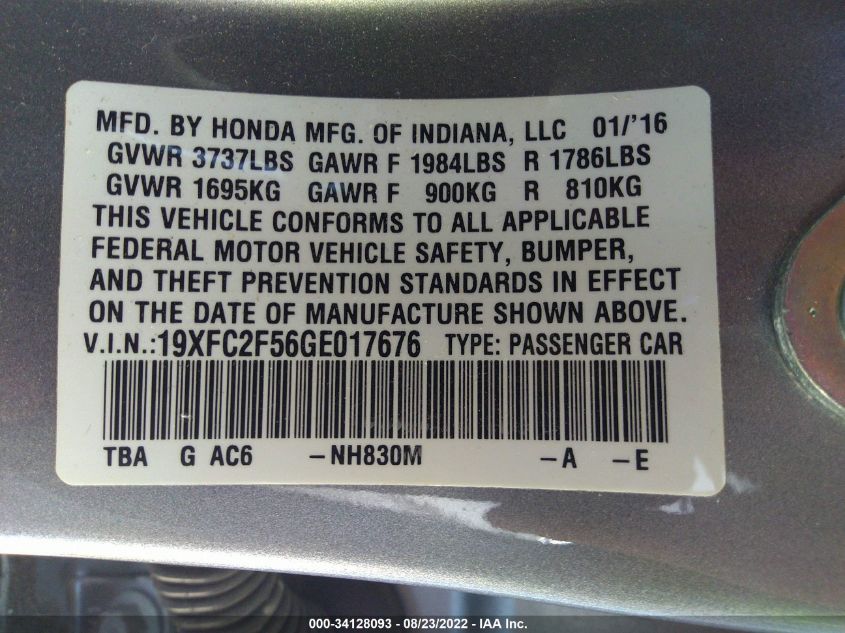 MFD. BY HONDA MFG. OF INDIANA, LLC 01/'16
GVWR 3737LBS GAWR F 1984LBS R 1786LBS
GVWR 1695KG GAWR F 900KG R 810KG
THIS VEHICLE CONFORMS TO ALL APPLICABLE
FEDERAL MOTOR VEHICLE SAFETY, BUMPER,
AND THEFT PREVENTION STANDARDS IN EFFECT
ON THE DATE OF MANUFACTURE SHOWN ABOVE.
V.I.N.:19XFC2F56GE017676 TYPE: PASSENGER CAR
TBA G AC6 -NH830M -A -E
000-34128093 - 08/23/2022 - IAA Inc.